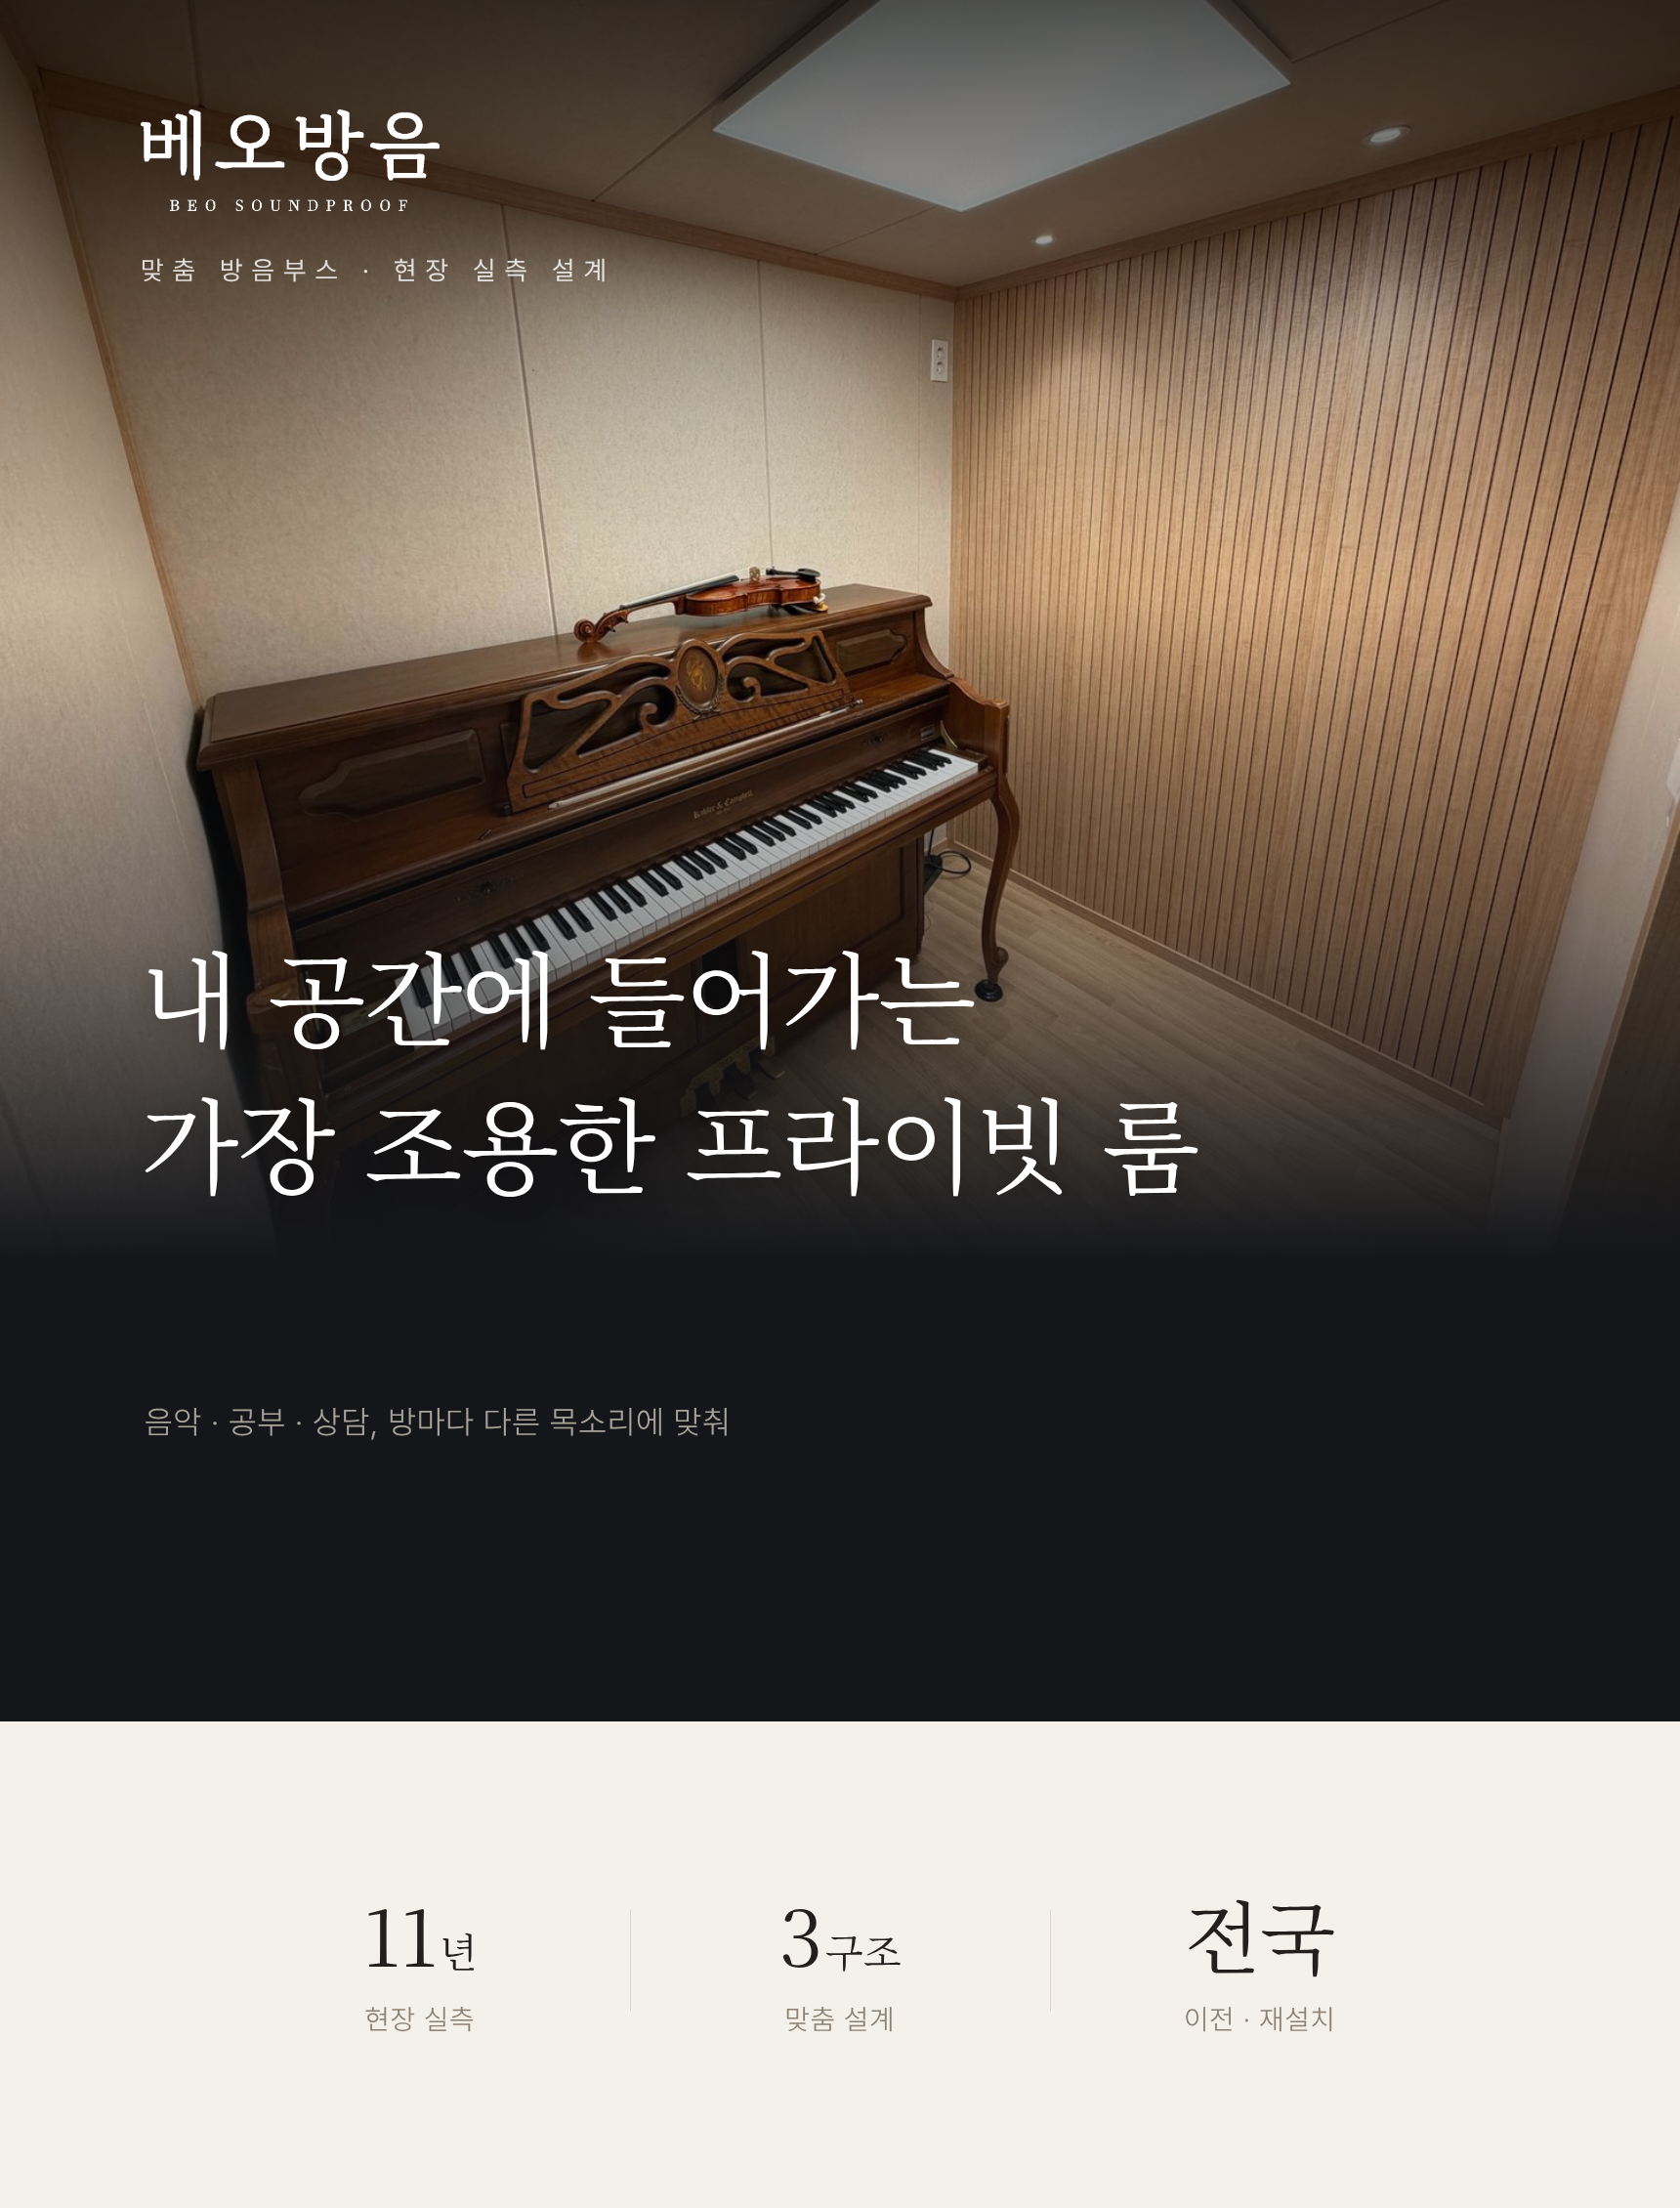 베오방음
BEO SOUNDPROOF
맞춤 방음부스 · 현장 실측 설계
Kohler & Campbell
내 공간에 들어가는
가장 조용한 프라이빗 룸
음악 · 공부 · 상담, 방마다 다른 목소리에 맞춰
11년
현장 실측
3구조
맞춤 설계
전국
이전 · 재설치